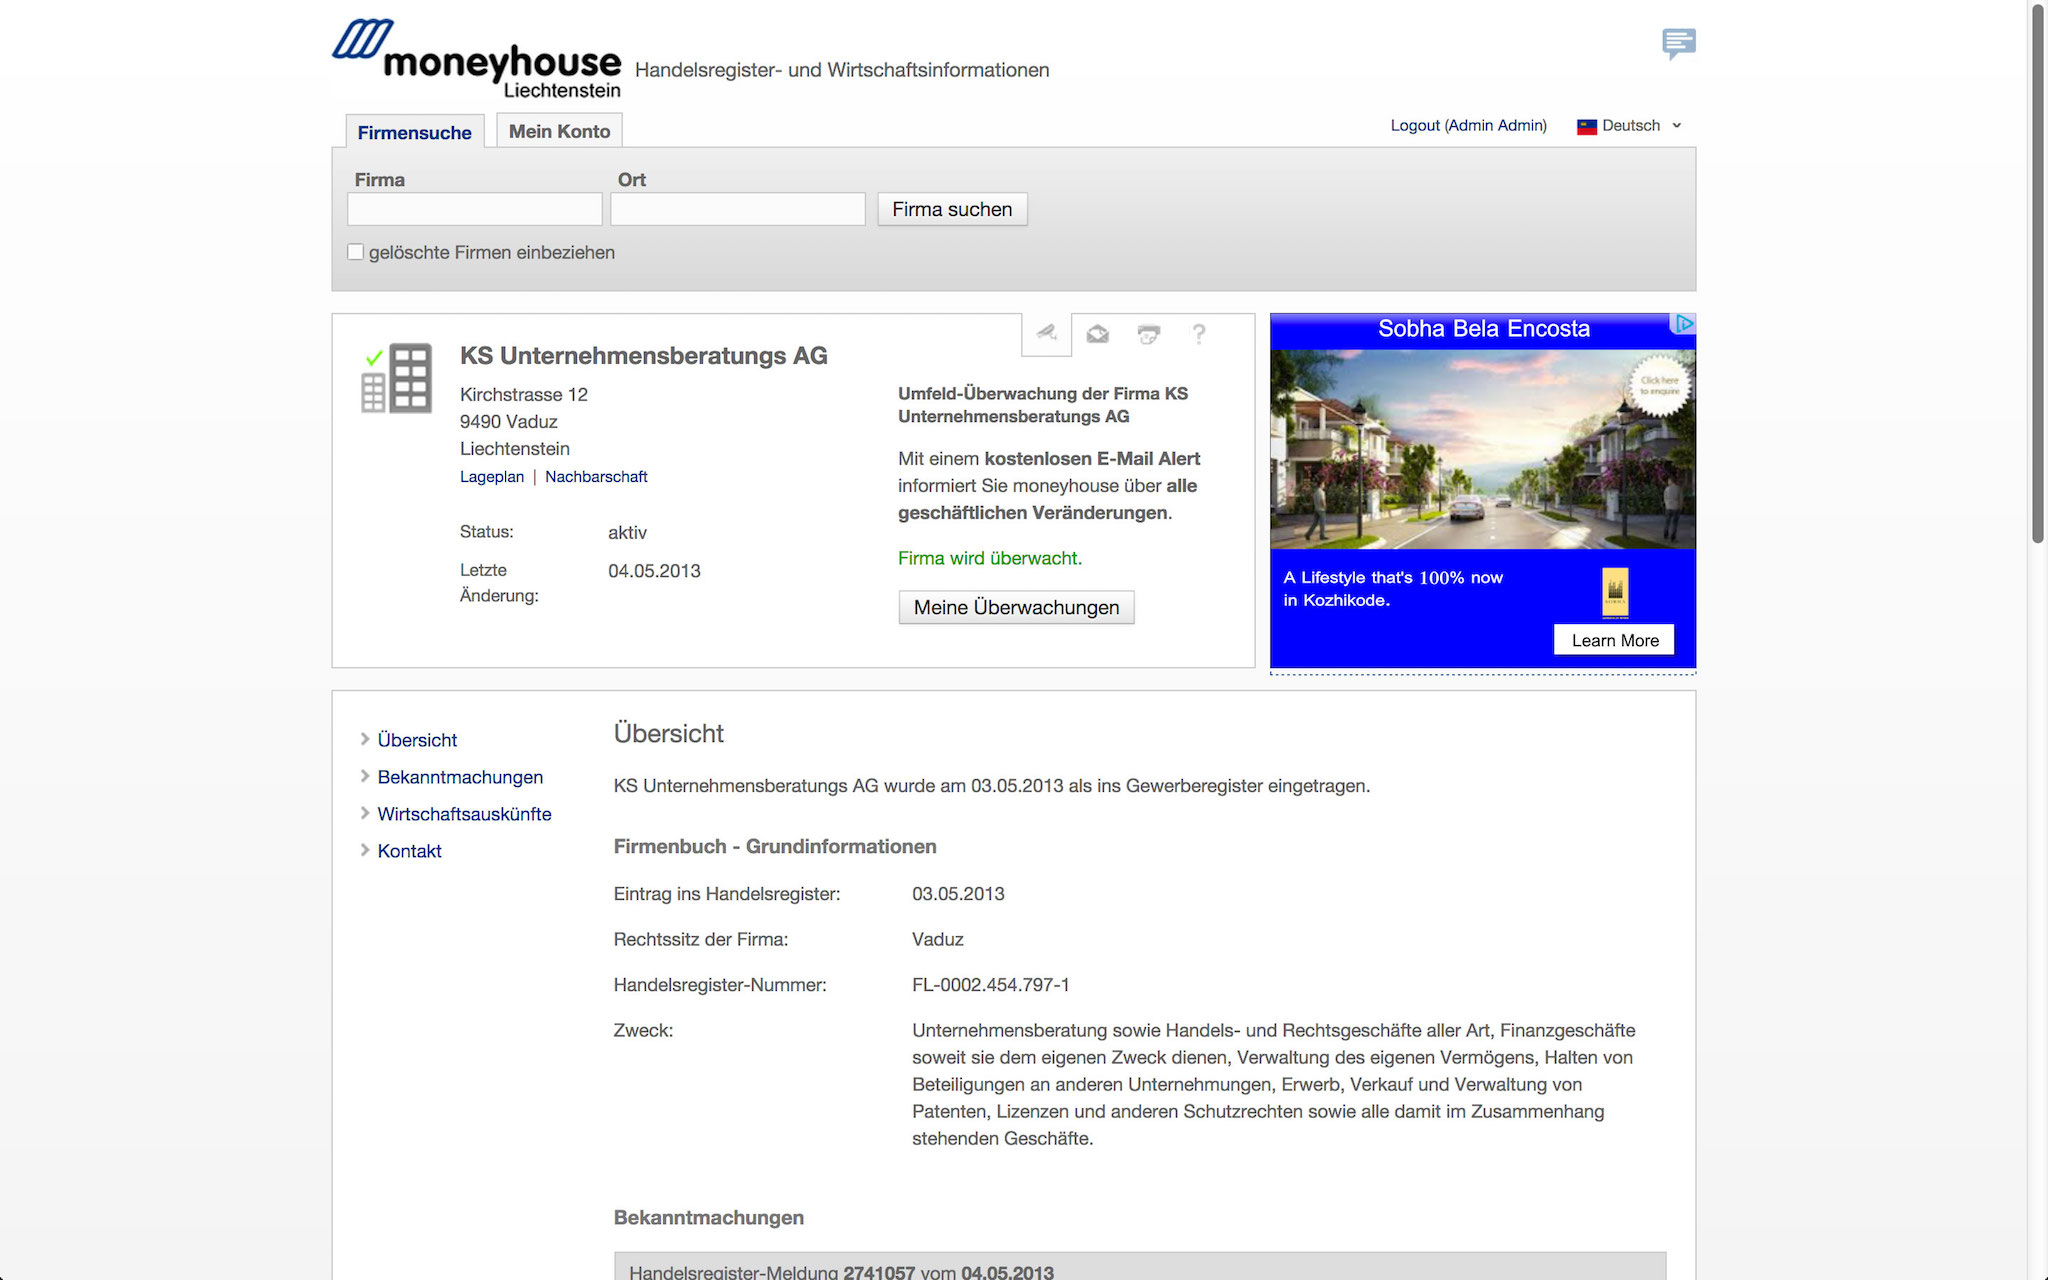 moneyhouse
Liechtenstein
Handelsregister- und Wirtschaftsinformationen
Firmensuche
Mein Konto
Logout (Admin Admin)
Deutsch
Firma
Ort
Firma suchen
gelöschte Firmen einbeziehen
KS Unternehmensberatungs AG
Kirchstrasse 12
9490 Vaduz
Liechtenstein
Lageplan | Nachbarschaft
Status: aktiv
Letzte 04.05.2013
Änderung:
?
Umfeld-Überwachung der Firma KS
Unternehmensberatungs AG
Mit einem kostenlosen E-Mail Alert
informiert Sie moneyhouse über alle
geschäftlichen Veränderungen.
Firma wird überwacht.
Meine Überwachungen
Sobha Bela Encosta
Click here
to enquire
A Lifestyle that's 100% now
in Kozhikode.
Learn More
Übersicht
Bekanntmachungen
Wirtschaftsauskünfte
Kontakt
Übersicht
KS Unternehmensberatungs AG wurde am 03.05.2013 als ins Gewerberegister eingetragen.
Firmenbuch - Grundinformationen
Eintrag ins Handelsregister: 03.05.2013
Rechtssitz der Firma: Vaduz
Handelsregister-Nummer: FL-0002.454.797-1
Zweck: Unternehmensberatung sowie Handels- und Rechtsgeschäfte aller Art, Finanzgeschäfte
soweit sie dem eigenen Zweck dienen, Verwaltung des eigenen Vermögens, Halten von
Beteiligungen an anderen Unternehmungen, Erwerb, Verkauf und Verwaltung von
Patenten, Lizenzen und anderen Schutzrechten sowie alle damit im Zusammenhang
stehenden Geschäfte.
Bekanntmachungen
Handelsregister-Meldung 2741057 vom 04.05.2013